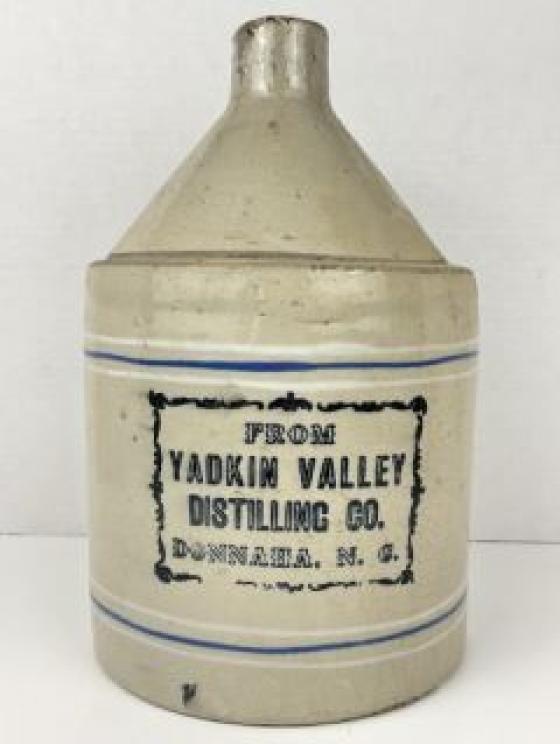 FROM
YADKIN VALLEY
DISTILLING CO.
DONNAHA, N. C.